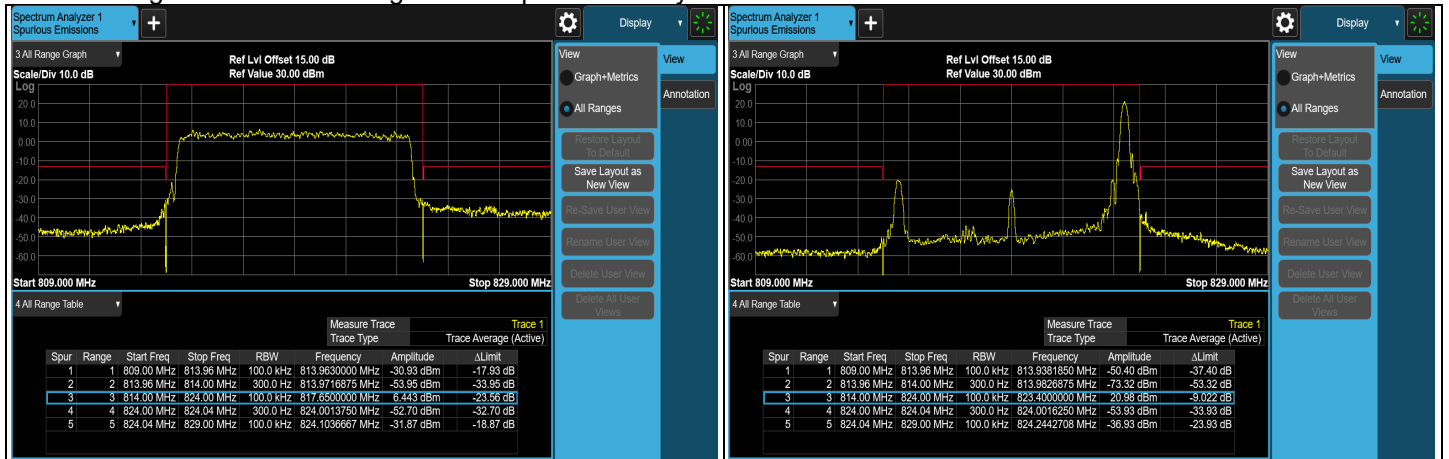 Spectrum Analyzer 1
Spurious Emissions
+
Display
3 All Range Graph
Ref Lvl Offset 15.00 dB
Scale/Div 10.0 dB
Ref Value 30.00 dBm
Log
20.0
10.0
0.00
-10.0
-20.0
-30.0
-40.0
-50.0
-60.0
Start 809.000 MHz
Stop 829.000 MHz
View
Graph+Metrics
All Ranges
Restore Layout
To Default
Save Layout as
New View
Re-Save User View
Rename User View
Delete User View
Delete All User
Views
View
Annotation
4 All Range Table
Measure Trace Trace 1
Trace Type Trace Average (Active)
Spur Range Start Freq Stop Freq RBW Frequency Amplitude ΔLimit
1 1 809.00 MHz 813.96 MHz 100.0 kHz 813.9630000 MHz -30.93 dBm -17.93 dB
2 2 813.96 MHz 814.00 MHz 300.0 Hz 813.9716875 MHz -53.95 dBm -33.95 dB
3 3 814.00 MHz 824.00 MHz 100.0 kHz 817.6500000 MHz 6.443 dBm -23.56 dB
4 4 824.00 MHz 824.04 MHz 300.0 Hz 824.0013750 MHz -52.70 dBm -32.70 dB
5 5 824.04 MHz 829.00 MHz 100.0 kHz 824.1036667 MHz -31.87 dBm -18.87 dB
Spectrum Analyzer 1
Spurious Emissions
+
Display
3 All Range Graph
Ref Lvl Offset 15.00 dB
Scale/Div 10.0 dB
Ref Value 30.00 dBm
Log
20.0
10.0
0.00
-10.0
-20.0
-30.0
-40.0
-50.0
-60.0
Start 809.000 MHz
Stop 829.000 MHz
View
Graph+Metrics
All Ranges
Restore Layout
To Default
Save Layout as
New View
Re-Save User View
Rename User View
Delete User View
Delete All User
Views
View
Annotation
4 All Range Table
Measure Trace Trace 1
Trace Type Trace Average (Active)
Spur Range Start Freq Stop Freq RBW Frequency Amplitude ΔLimit
1 1 809.00 MHz 813.96 MHz 100.0 kHz 813.9381850 MHz -50.40 dBm -37.40 dB
2 2 813.96 MHz 814.00 MHz 300.0 Hz 813.9826875 MHz -73.32 dBm -53.32 dB
3 3 814.00 MHz 824.00 MHz 100.0 kHz 823.4000000 MHz 20.98 dBm -9.022 dB
4 4 824.00 MHz 824.04 MHz 300.0 Hz 824.0016250 MHz -53.93 dBm -33.93 dB
5 5 824.04 MHz 829.00 MHz 100.0 kHz 824.2442708 MHz -36.93 dBm -23.93 dB